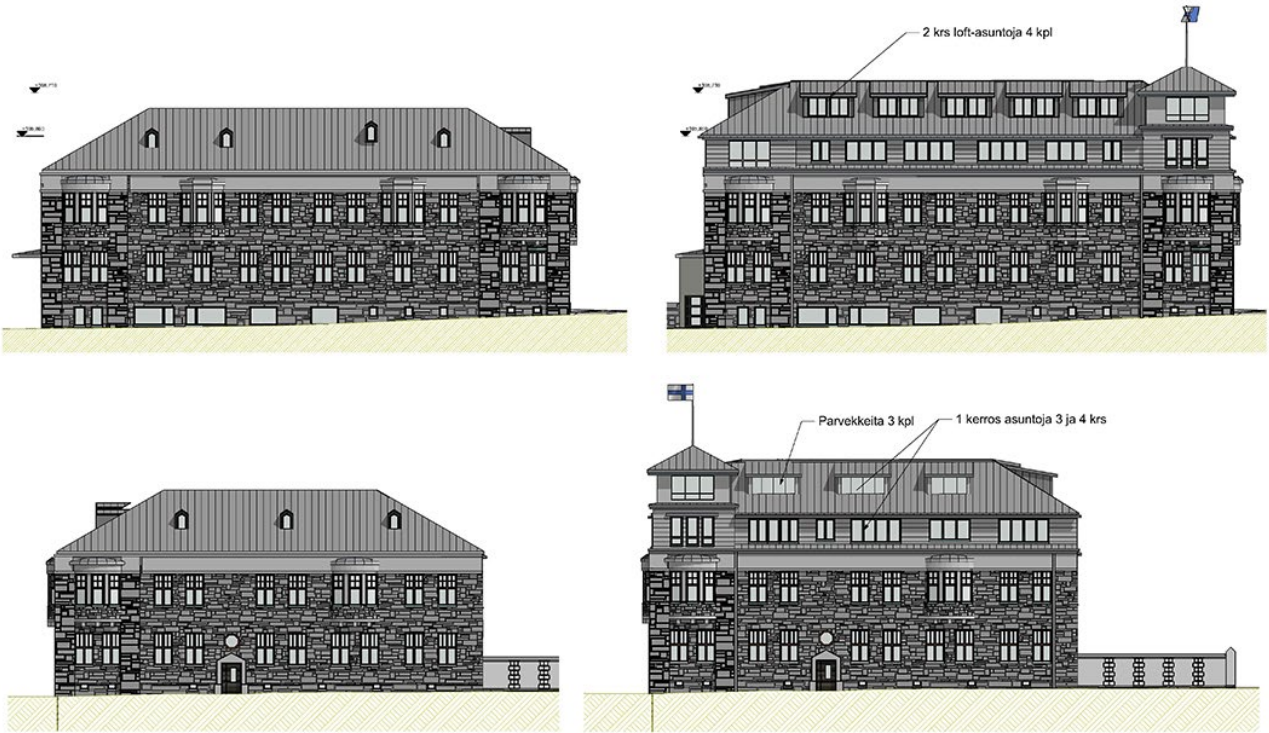 2 krs loft-asuntoja 4 kpl
Parvekkeita 3 kpl
1 kerros asuntoja 3 ja 4 krs